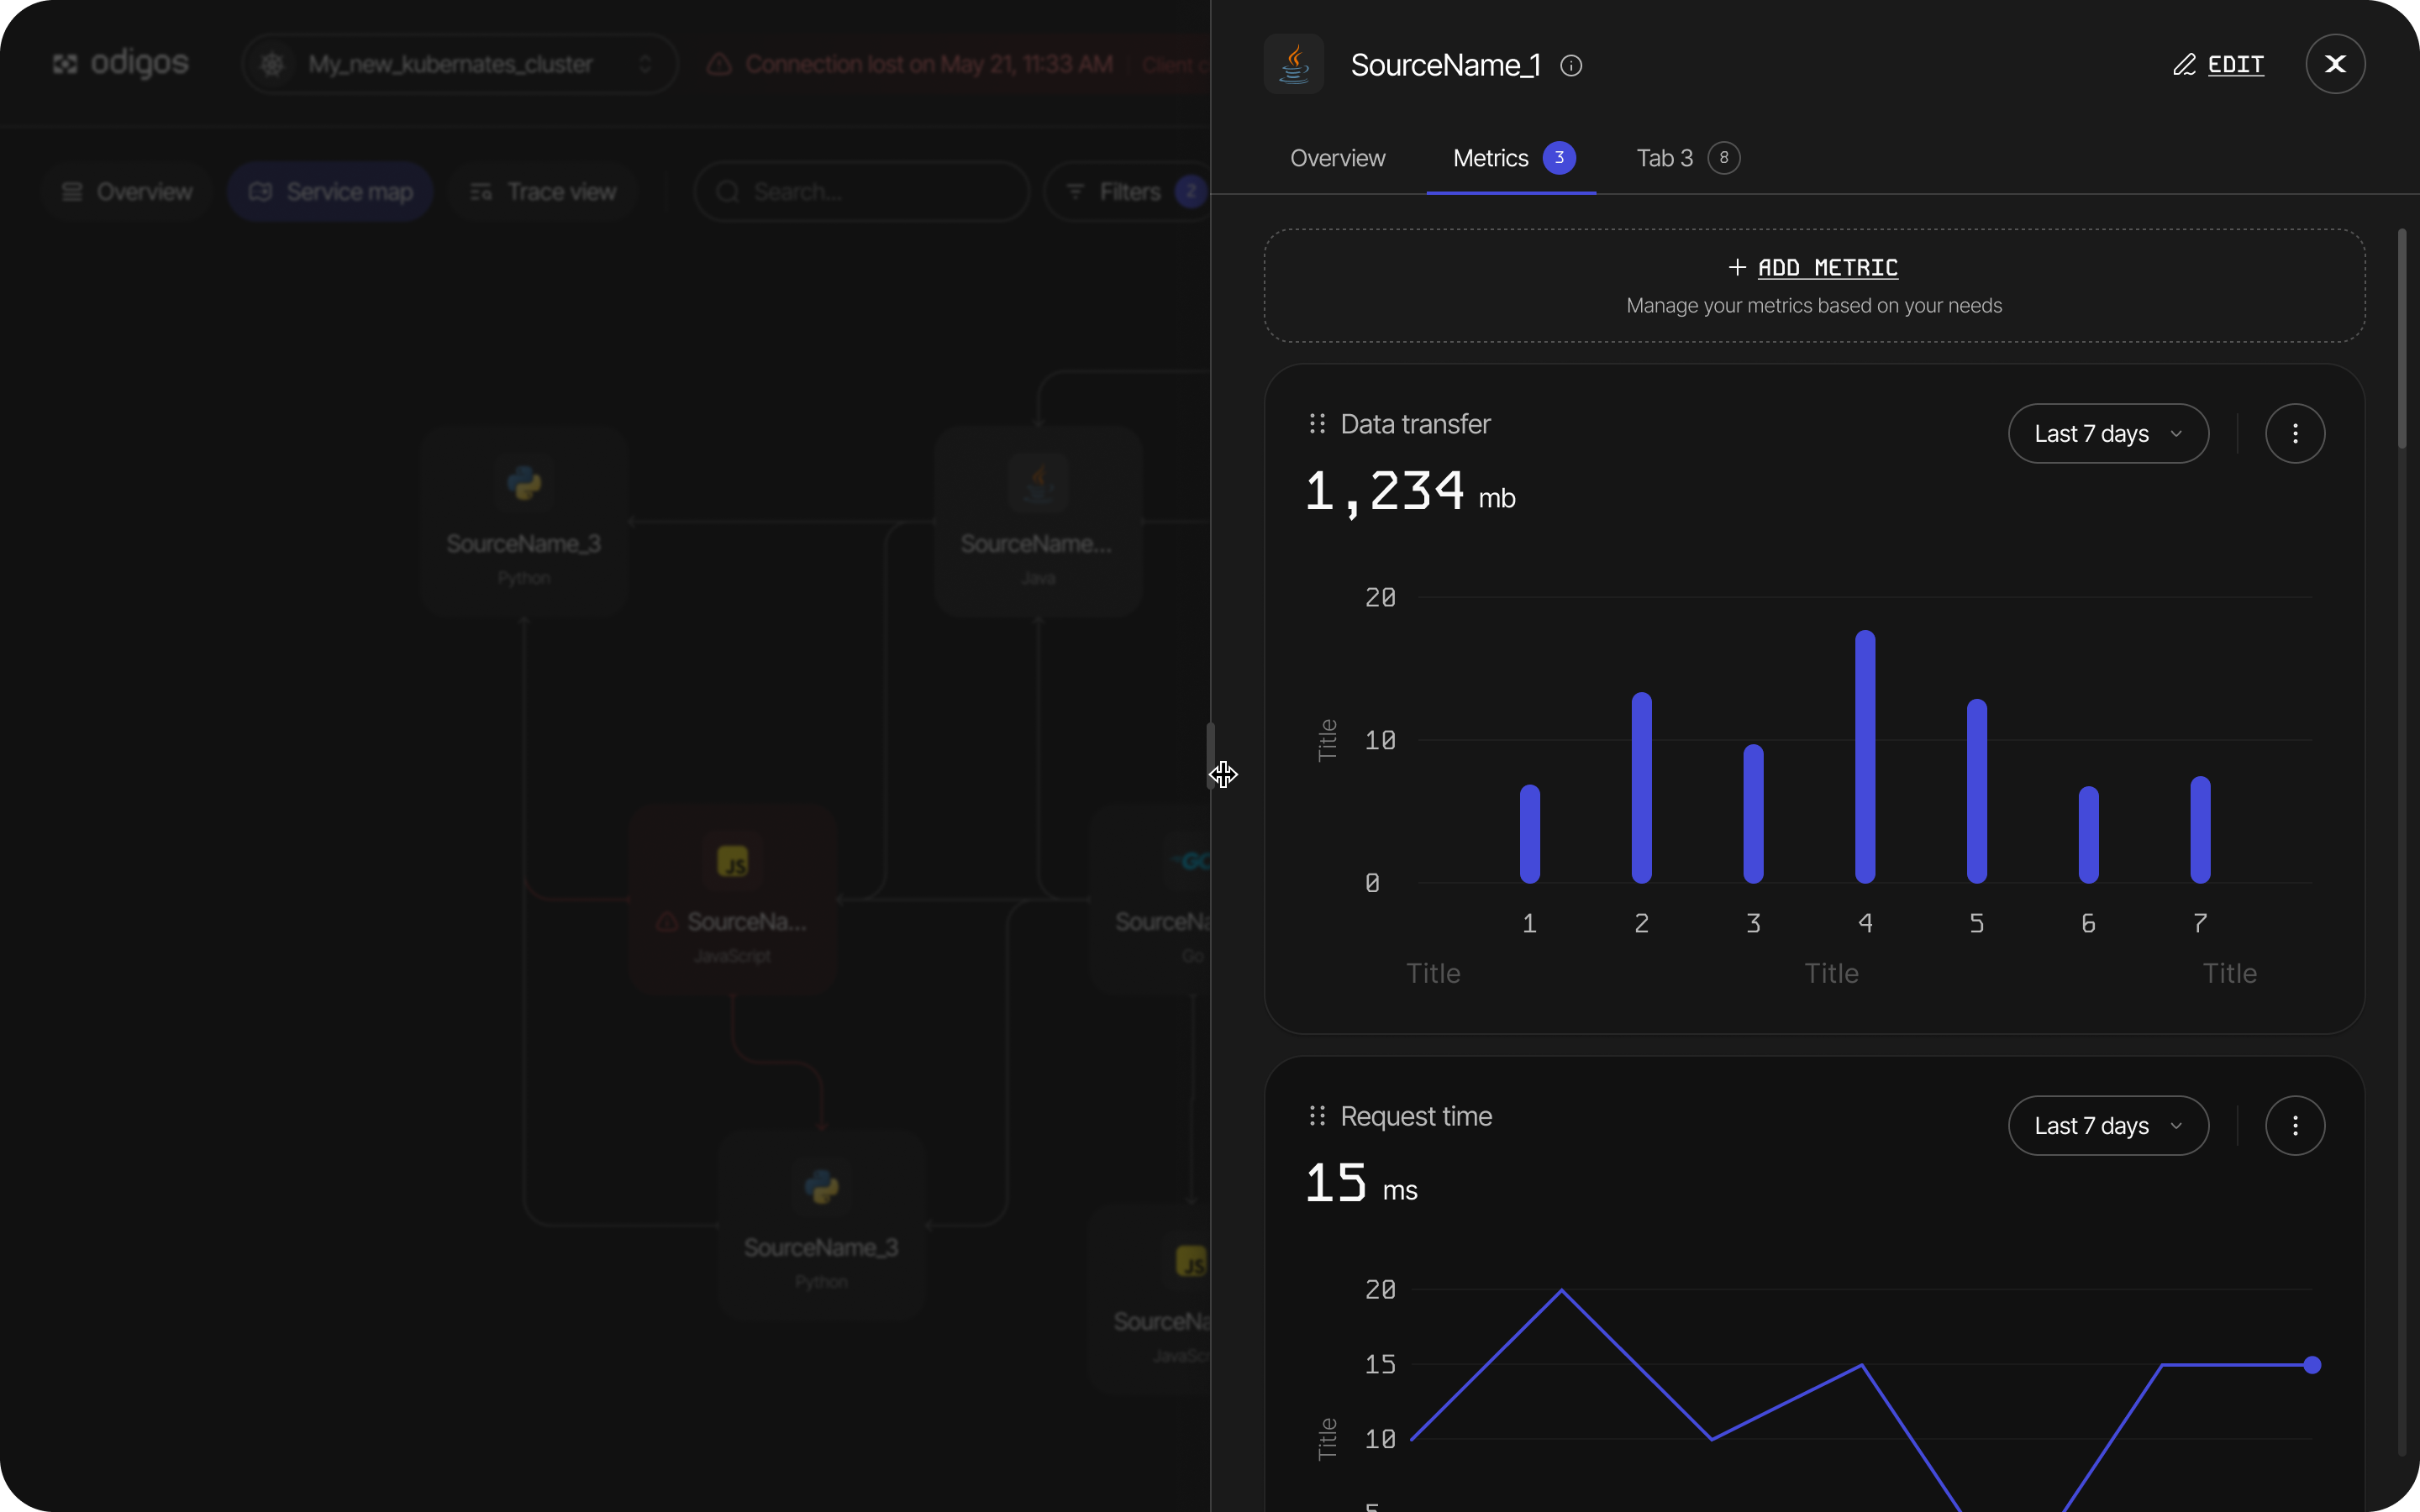 odigos
My_new_kubernates_cluster
Connection lost on May 21, 11:33 AM
Client c
Overview
Service map
Trace view
Search...
Filters 2
SourceName_3
Python
SourceName...
Java
JS
SourceNa...
JavaScript
GO
SourceNa
Go
SourceName_3
Python
JS
SourceNa
JavaScr
SourceName_1
EDIT
Overview
Metrics 3
Tab 3 8
+ ADD METRIC
Manage your metrics based on your needs
Data transfer
Last 7 days
1,234 mb
20
10
0
Title
1 2 3 4 5 6 7
Title Title Title
Request time
Last 7 days
15 ms
20
15
10
Title